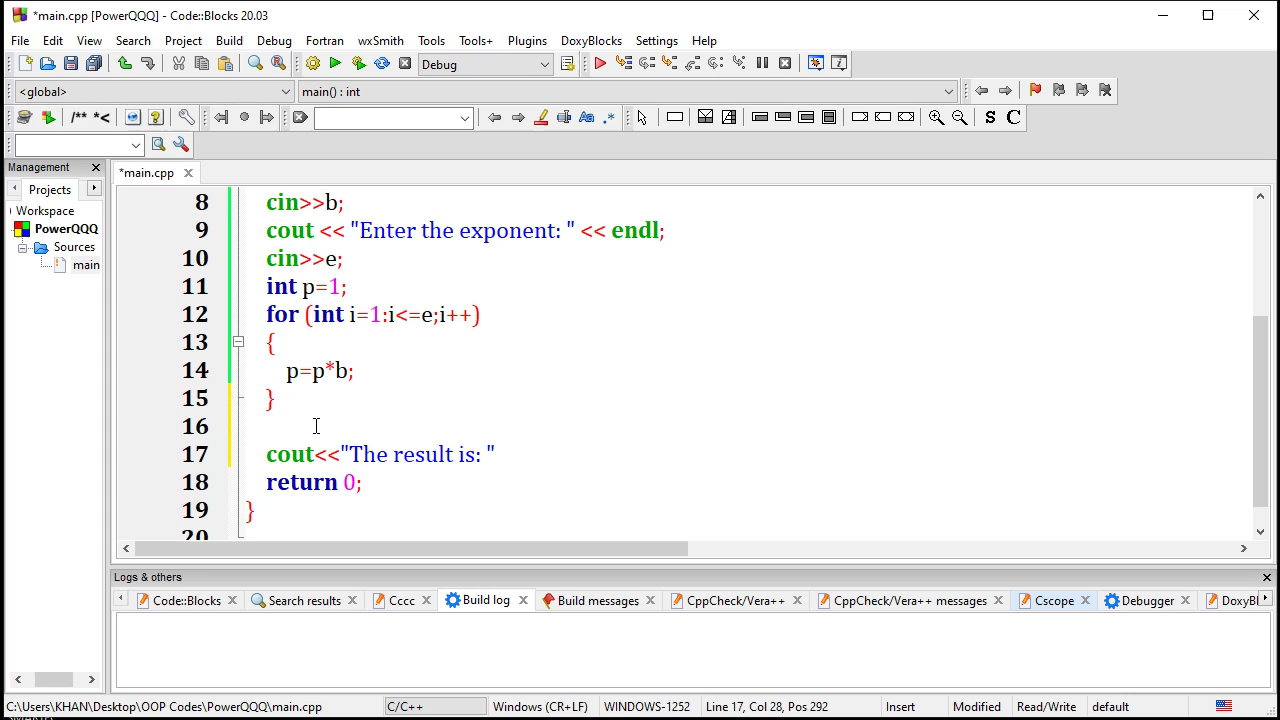 *main.cpp [PowerQQQ] - Code::Blocks 20.03
File Edit View Search Project Build Debug Fortran wxSmith Tools Tools+ Plugins DoxyBlocks Settings Help
Debug
<global> main() : int
/** *< Aa .* S C
Management
*main.cpp
Projects
Workspace
PowerQQQ
Sources
main
8 cin>>b;
9 cout << "Enter the exponent: " << endl;
10 cin>>e;
11 int p=1;
12 for (int i=1:i<=e;i++)
13 {
14 p=p*b;
15 }
16
17 cout<<"The result is: "
18 return 0;
19 }
20
Logs & others
Code::Blocks Search results Cccc Build log Build messages CppCheck/Vera++ CppCheck/Vera++ messages Cscope Debugger DoxyBl
C:\Users\KHAN\Desktop\OOP Codes\PowerQQQ\main.cpp C/C++ Windows (CR+LF) WINDOWS-1252 Line 17, Col 28, Pos 292 Insert Modified Read/Write default